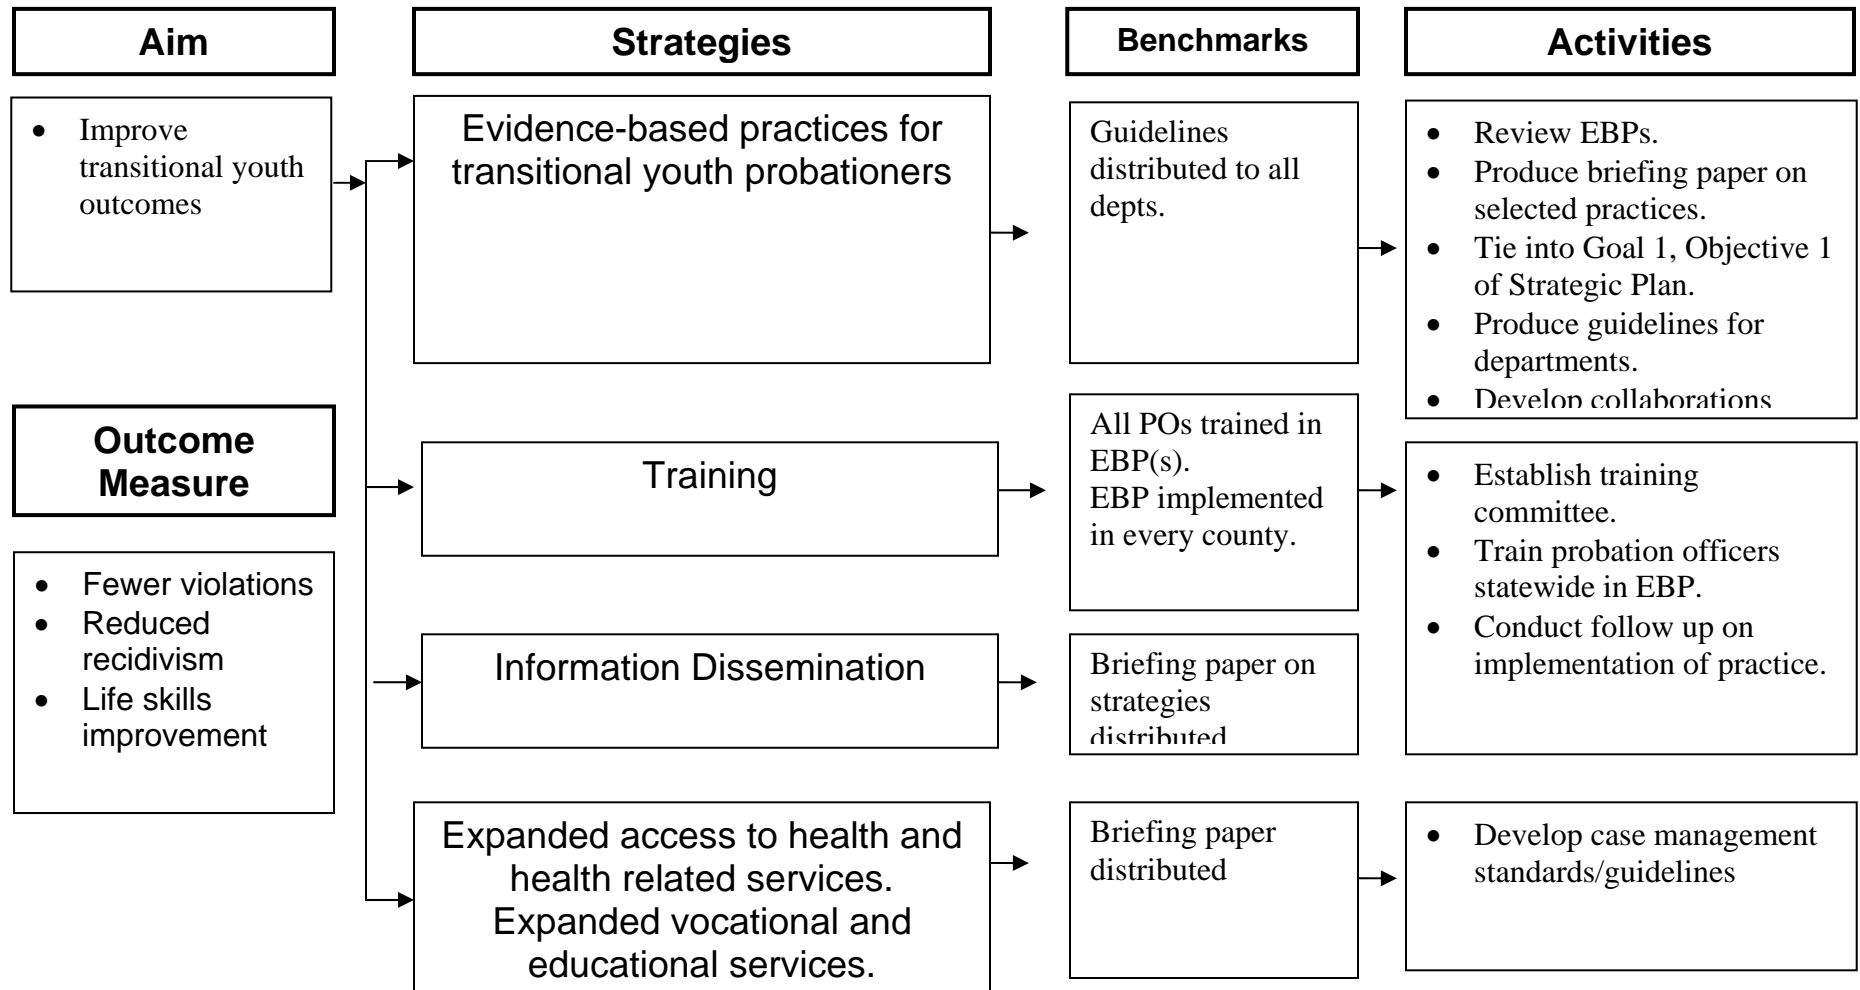 Aim
Strategies
Benchmarks
Activities
• Improve
transitional youth
outcomes
Evidence-based practices for
transitional youth probationers
Guidelines
distributed to all
depts.
• Review EBPs.
• Produce briefing paper on
selected practices.
• Tie into Goal 1, Objective 1
of Strategic Plan.
• Produce guidelines for
departments.
• Develop collaborations
Outcome
Measure
• Fewer violations
• Reduced
recidivism
• Life skills
improvement
Training
All POs trained in
EBP(s).
EBP implemented
in every county.
• Establish training
committee.
• Train probation officers
statewide in EBP.
• Conduct follow up on
implementation of practice.
Information Dissemination
Briefing paper on
strategies
distributed
Expanded access to health and
health related services.
Expanded vocational and
educational services.
Briefing paper
distributed
• Develop case management
standards/guidelines